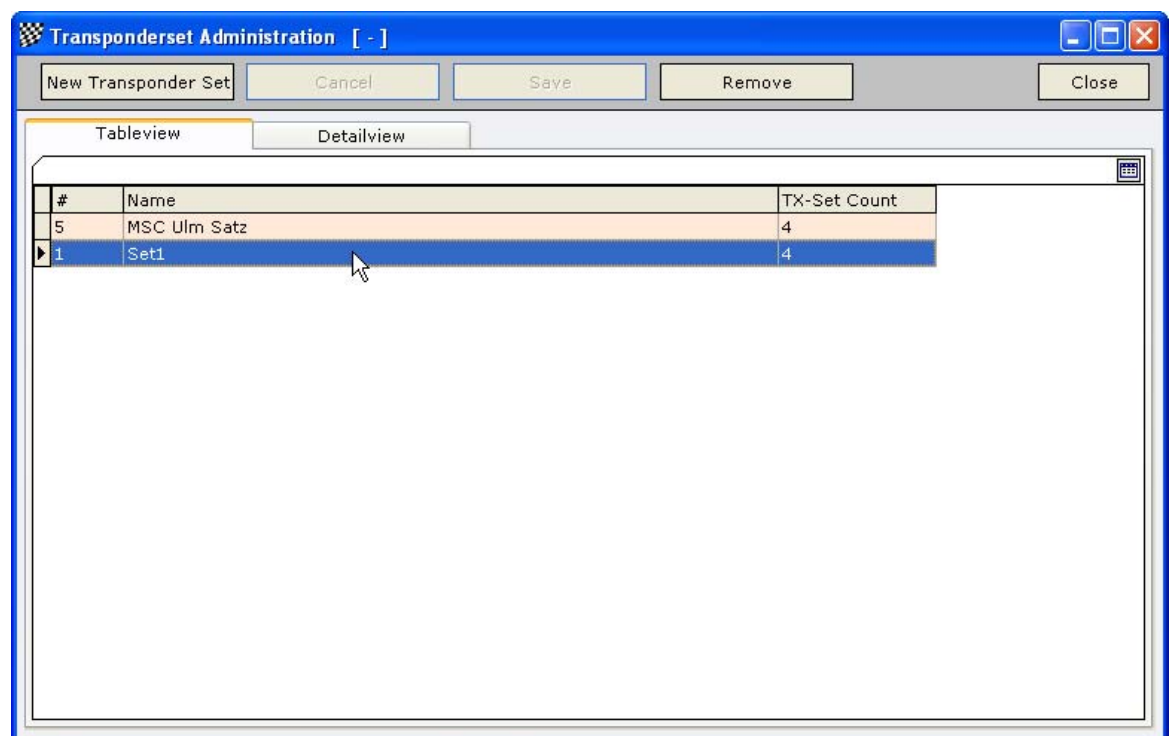 Transponderset Administration [ - ]
New Transponder Set Cancel Save Remove Close
Tableview Detailview
# Name TX-Set Count
5 MSC Ulm Satz 4
1 Set1 4